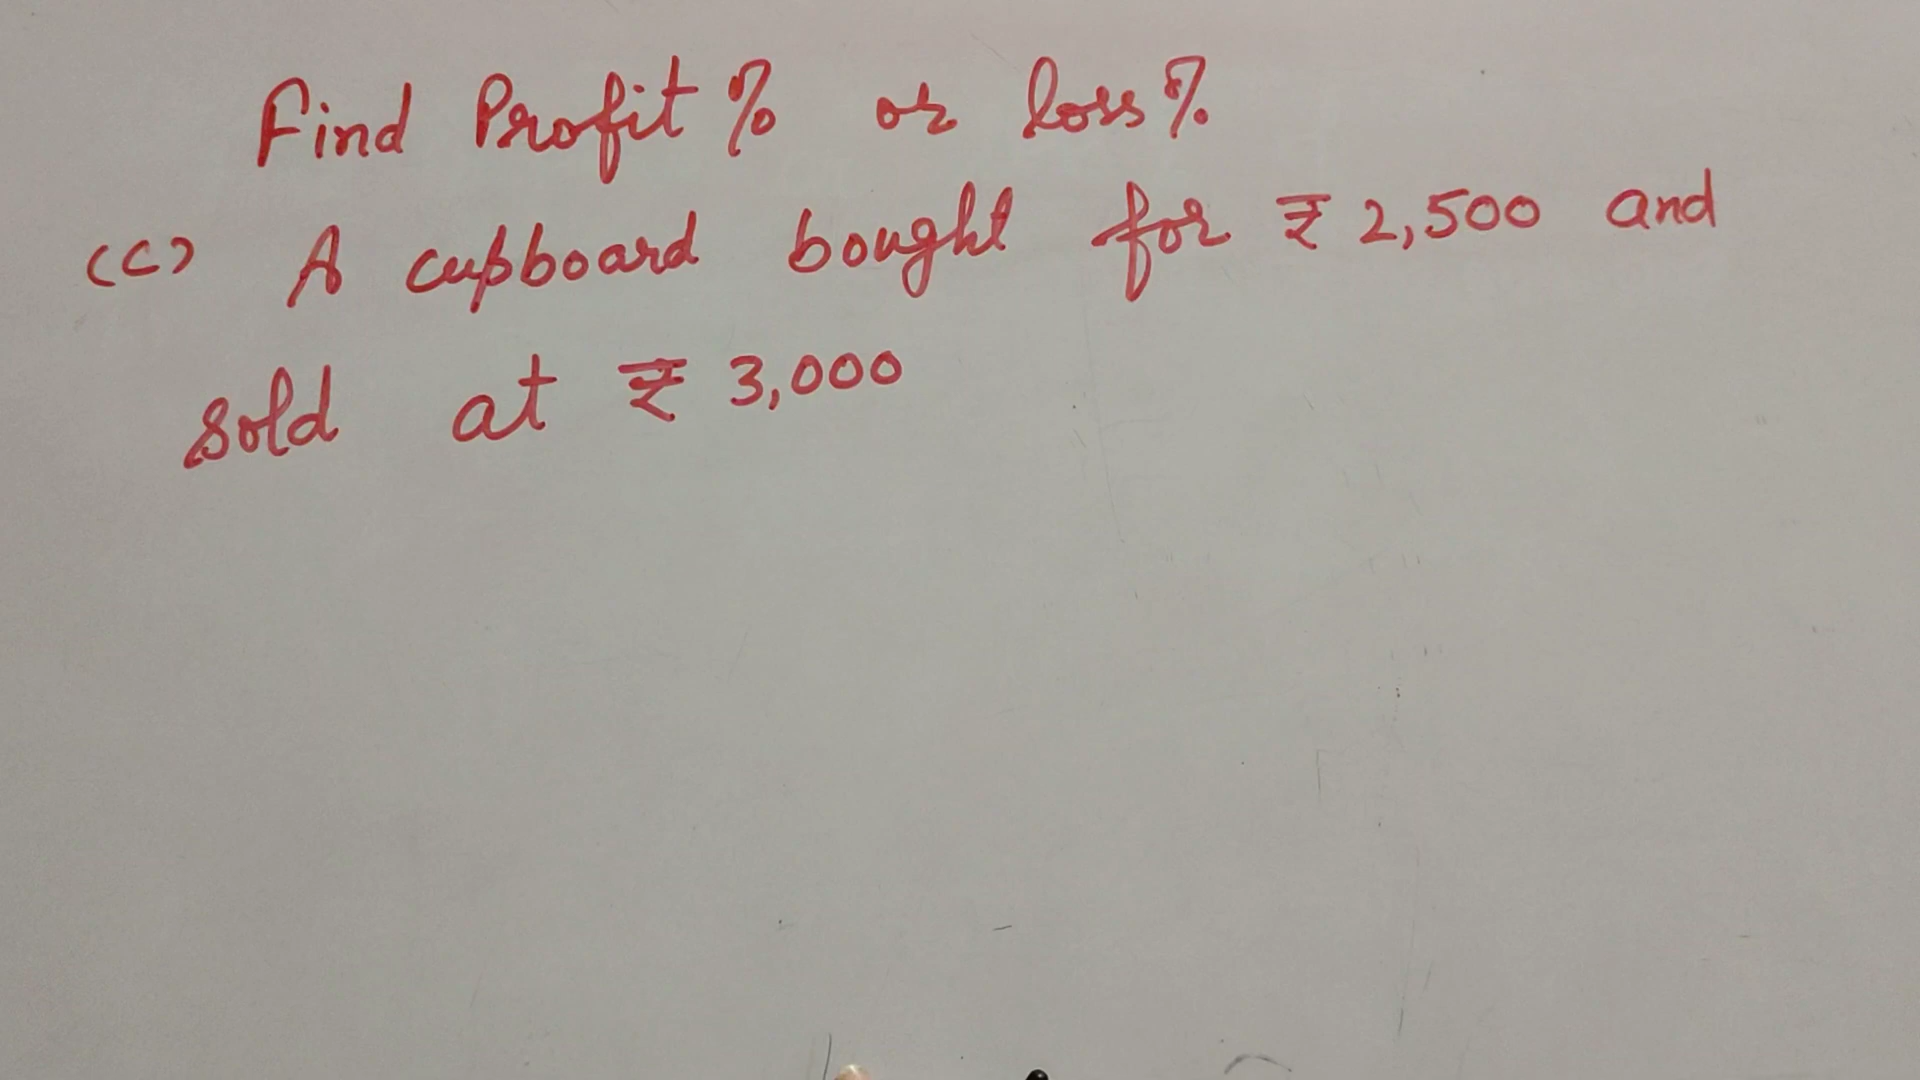 Find Profit % or loss %
(C) A cupboard bought for ₹ 2,500 and
sold at ₹ 3,000